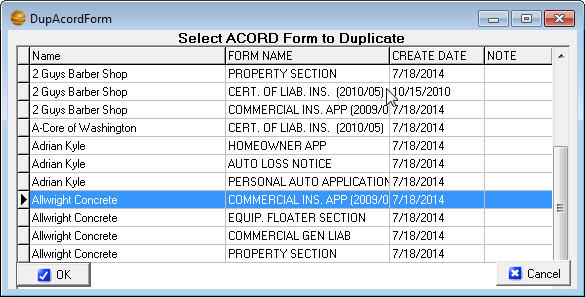 DupAcordForm
Select ACORD Form to Duplicate
Name FORM NAME CREATE DATE NOTE
2 Guys Barber Shop PROPERTY SECTION 7/18/2014
2 Guys Barber Shop CERT. OF LIAB. INS. (2010/05) 10/15/2010
2 Guys Barber Shop COMMERCIAL INS. APP (2009/0 7/18/2014
A-Core of Washington CERT. OF LIAB. INS. (2010/05) 7/18/2014
Adrian Kyle HOMEOWNER APP 7/18/2014
Adrian Kyle AUTO LOSS NOTICE 7/18/2014
Adrian Kyle PERSONAL AUTO APPLICATION 7/18/2014
Allwright Concrete COMMERCIAL INS. APP (2009/0 7/18/2014
Allwright Concrete EQUIP. FLOATER SECTION 7/18/2014
Allwright Concrete COMMERCIAL GEN LIAB 7/18/2014
Allwright Concrete PROPERTY SECTION 7/18/2014
OK Cancel